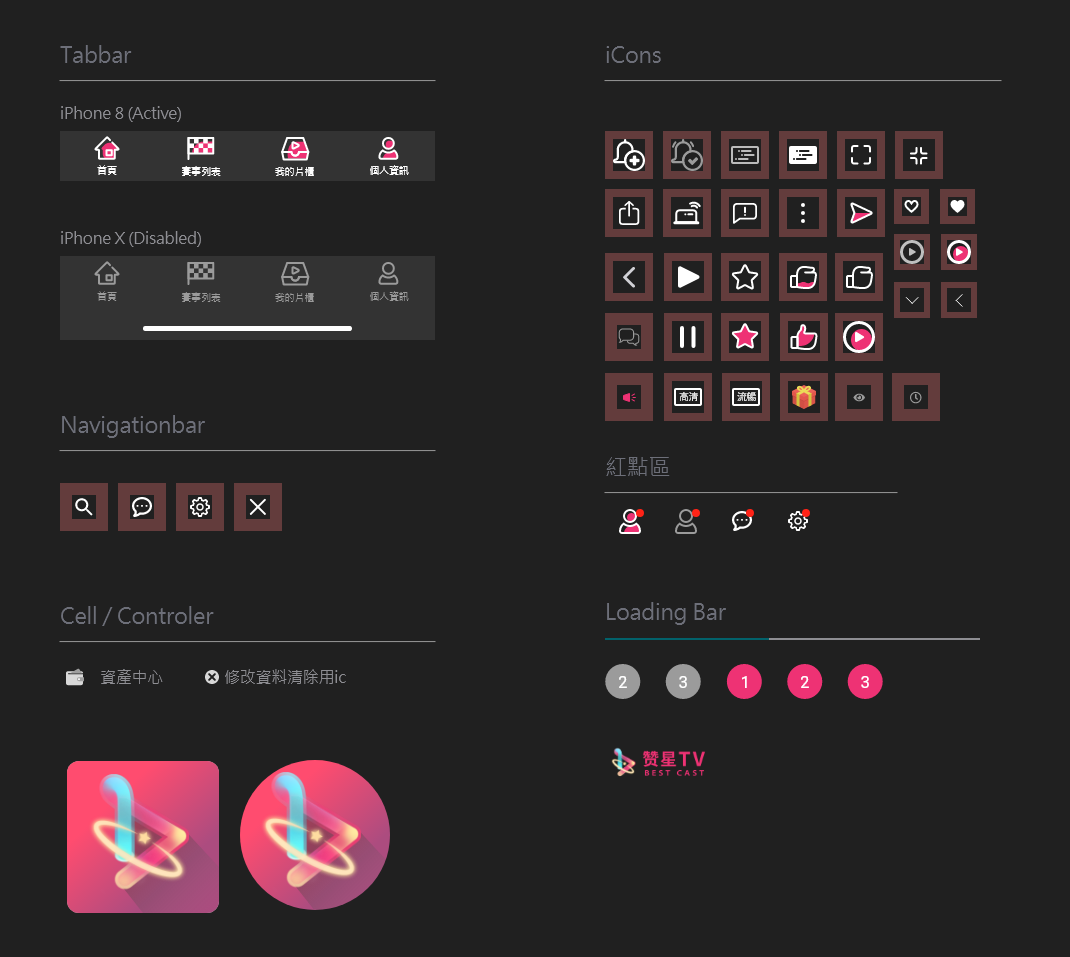 Tabbar
iPhone 8 (Active)
首頁
賽事列表
我的片櫃
個人資訊
iPhone X (Disabled)
首頁
賽事列表
我的片櫃
個人資訊
Navigationbar
Cell / Controler
資產中心
修改資料清除用ic
iCons
高清
流暢
紅點區
Loading Bar
2
3
1
2
3
赞星TV
BEST CAST